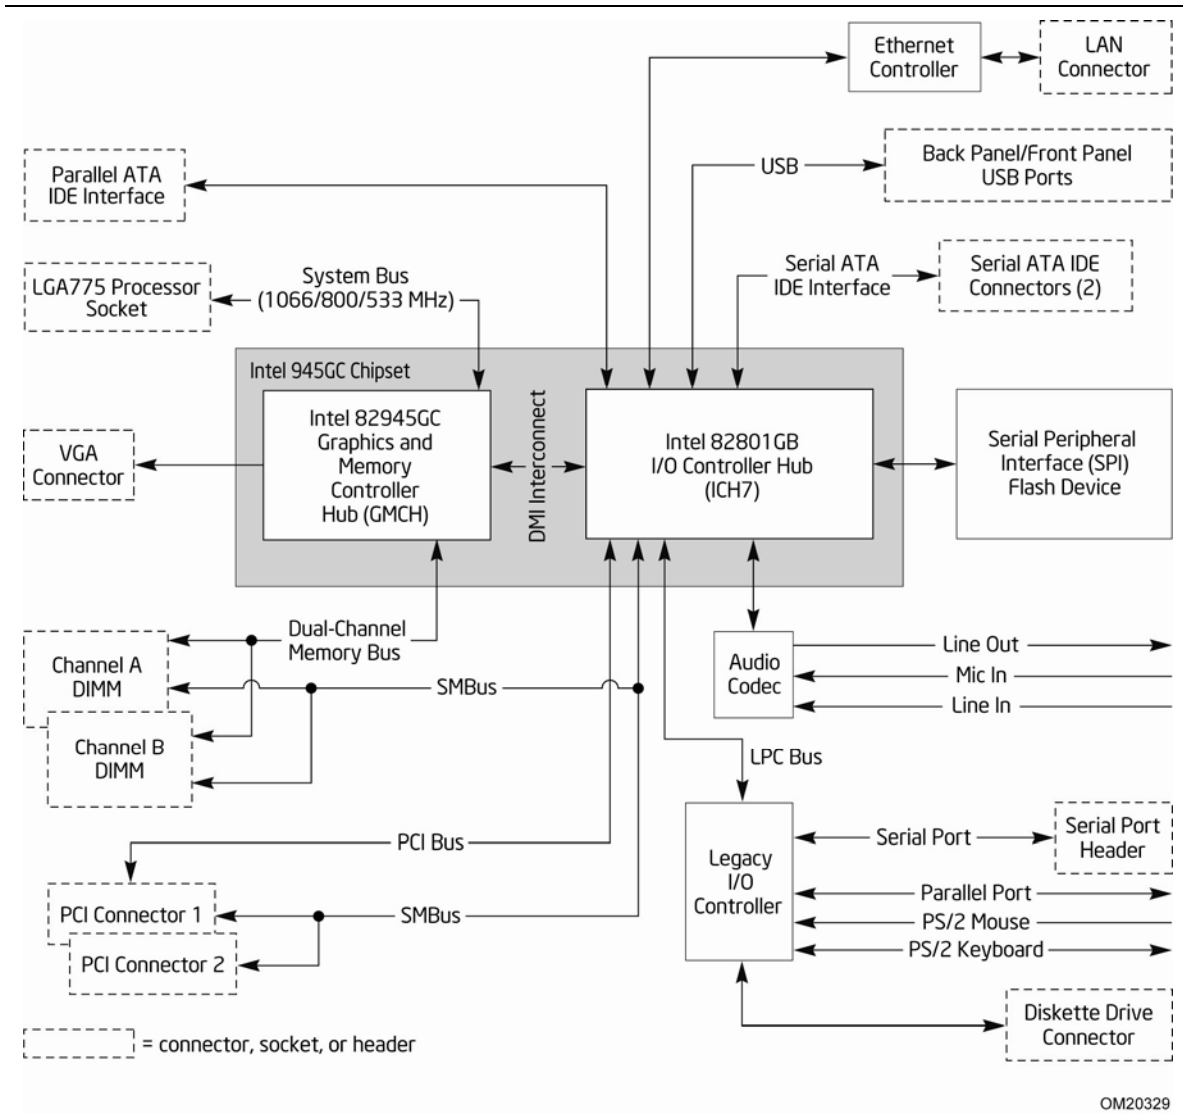 Ethernet
Controller
LAN
Connector
Parallel ATA
IDE Interface
USB
Back Panel/Front Panel
USB Ports
LGA775 Processor
Socket
System Bus
(1066/800/533 MHz)
Serial ATA
IDE Interface
Serial ATA IDE
Connectors (2)
Intel 945GC Chipset
VGA
Connector
Intel 82945GC
Graphics and
Memory
Controller
Hub (GMCH)
DMI Interconnect
Intel 82801GB
I/O Controller Hub
(ICH7)
Serial Peripheral
Interface (SPI)
Flash Device
Channel A
DIMM
Dual-Channel
Memory Bus
SMBus
Channel B
DIMM
Audio
Codec
Line Out
Mic In
Line In
LPC Bus
PCI Bus
PCI Connector 1
SMBus
PCI Connector 2
Legacy
I/O
Controller
Serial Port
Serial Port
Header
Parallel Port
PS/2 Mouse
PS/2 Keyboard
Diskette Drive
Connector
= connector, socket, or header
OM20329